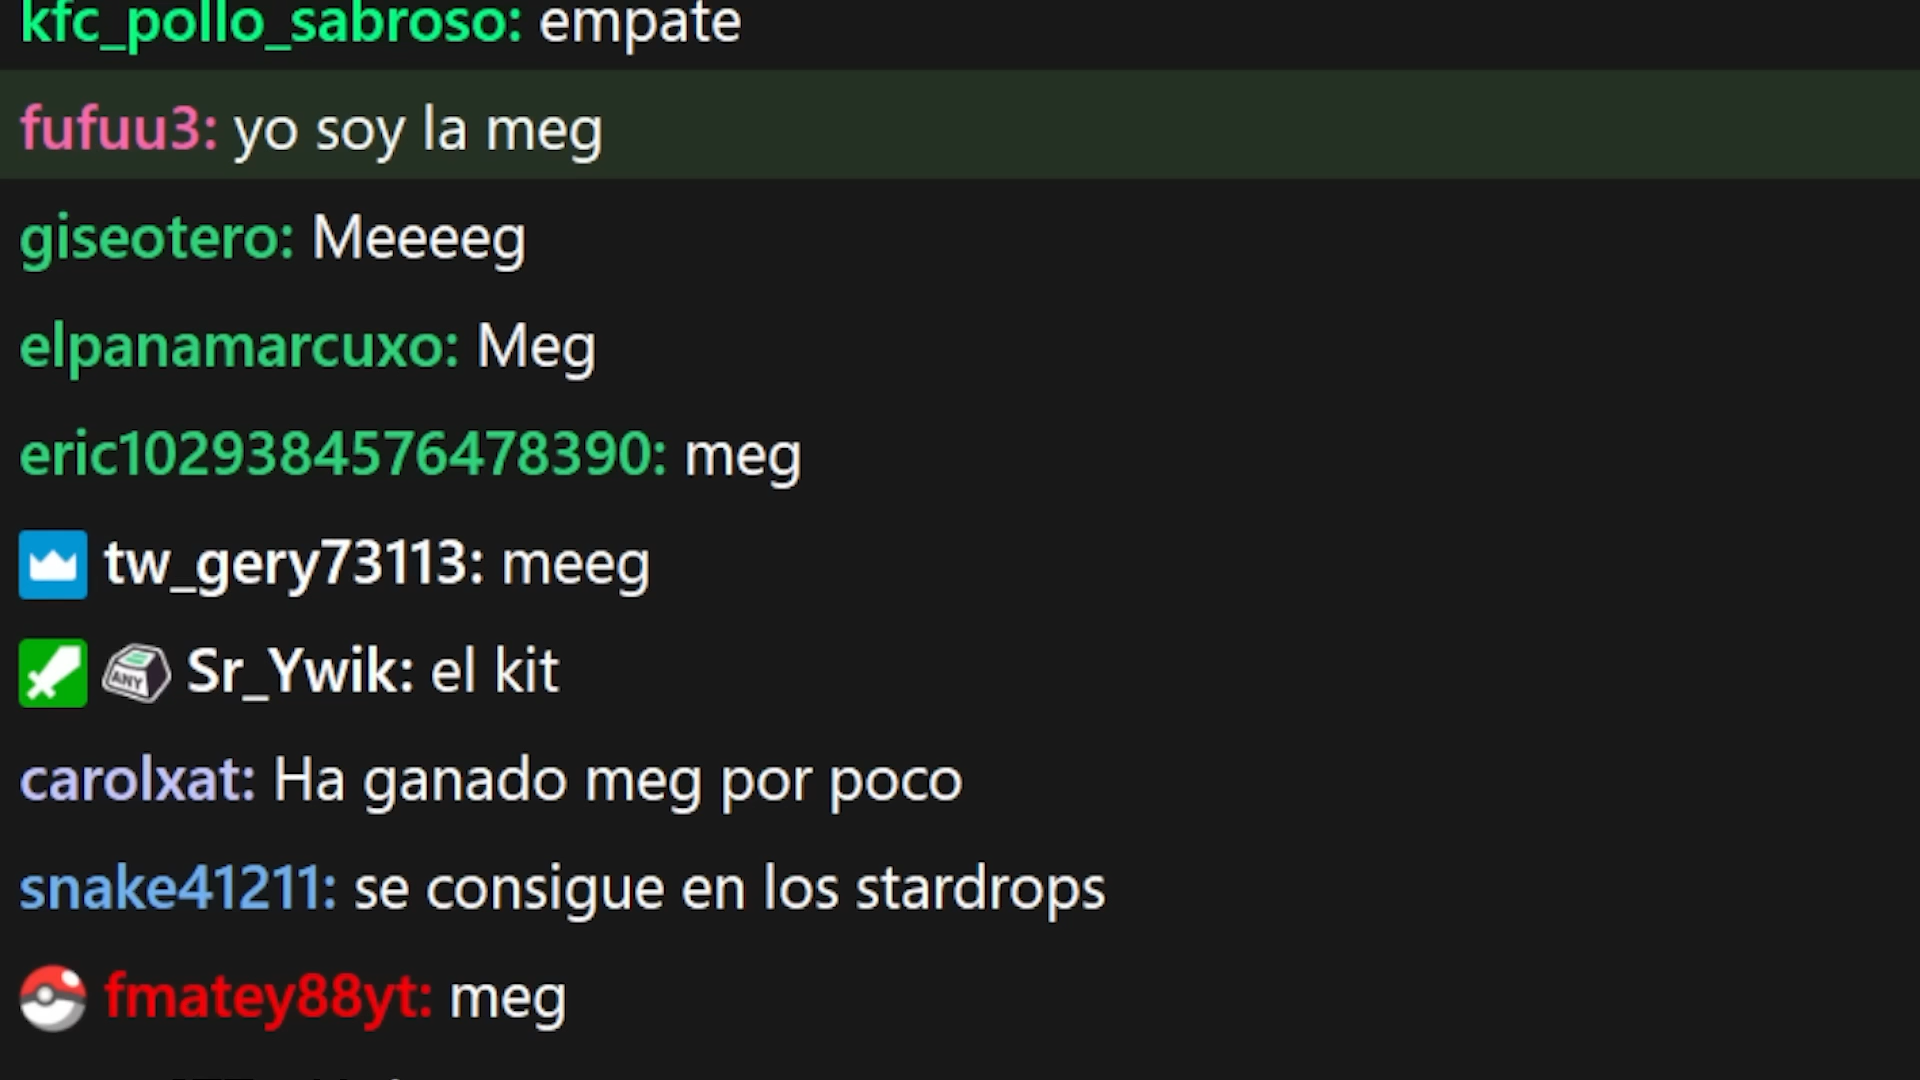 kfc_pollo_sabroso: empate
fufuu3: yo soy la meg
giseotero: Meeeeg
elpanamarcuxo: Meg
eric1029384576478390: meg
tw_gery73113: meeg
ANY Sr_Ywik: el kit
carolxat: Ha ganado meg por poco
snake41211: se consigue en los stardrops
fmatey88yt: meg